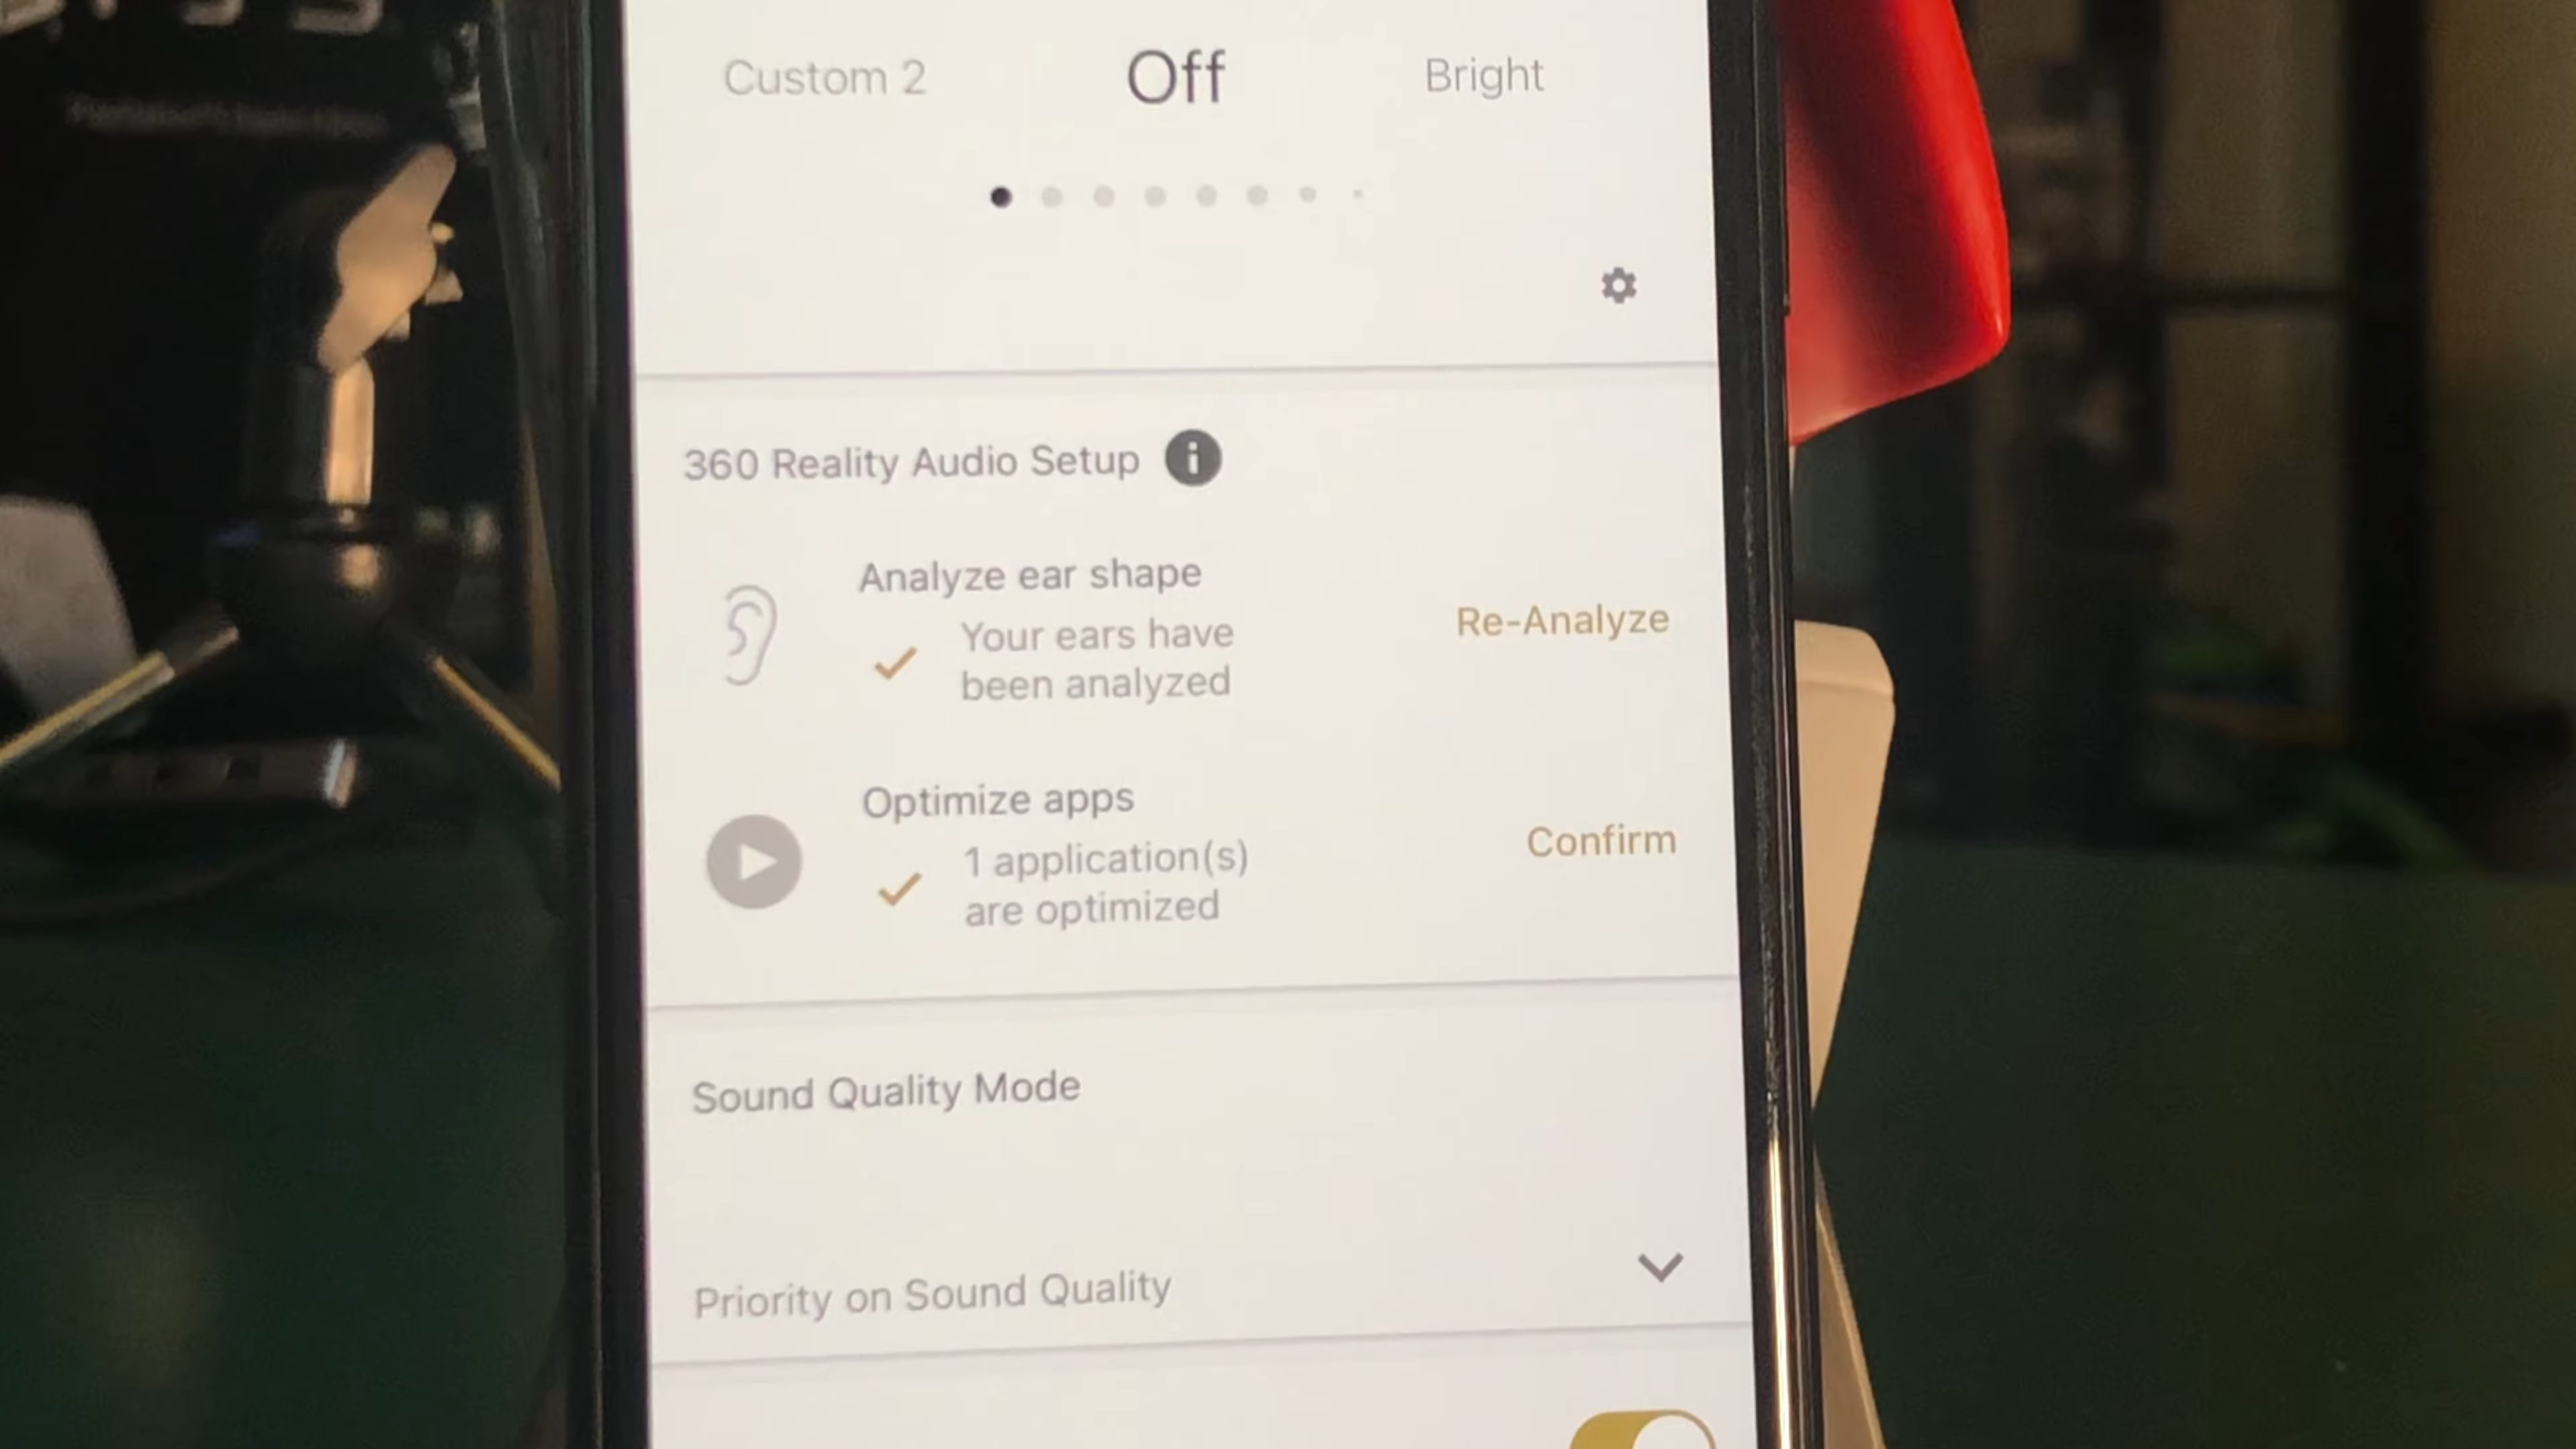 Custom 2 Off Bright
360 Reality Audio Setup i
Analyze ear shape
Your ears have
been analyzed
Re-Analyze
Optimize apps
1 application(s)
are optimized
Confirm
Sound Quality Mode
Priority on Sound Quality